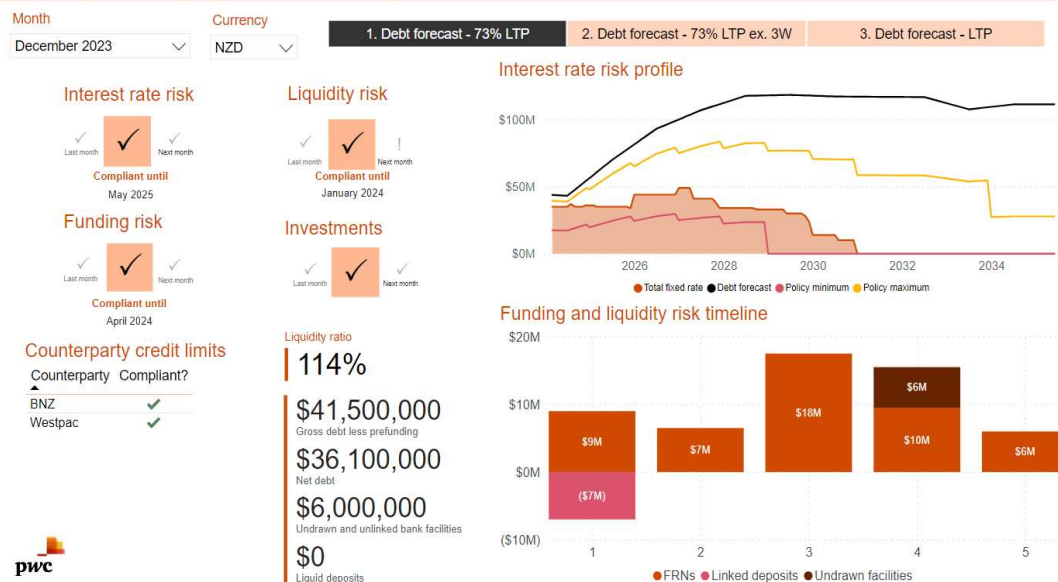 Month
December 2023
Currency
NZD
1. Debt forecast - 73% LTP
2. Debt forecast - 73% LTP ex. 3W
3. Debt forecast - LTP
Interest rate risk
Last month
Next month
Compliant until
May 2025
Liquidity risk
Last month
Next month
Compliant until
January 2024
Funding risk
Last month
Next month
Compliant until
April 2024
Investments
Last month
Next month
Counterparty credit limits
Counterparty Compliant?
BNZ
Westpac
Liquidity ratio
114%
$41,500,000
Gross debt less prefunding
$36,100,000
Net debt
$6,000,000
Undrawn and unlinked bank facilities
$0
Liquid deposits
Interest rate risk profile
$100M
$50M
$0M
2026 2028 2030 2032 2034
Total fixed rate Debt forecast Policy minimum Policy maximum
Funding and liquidity risk timeline
$20M
$10M
$0M
($10M)
$9M
($7M)
$7M
$18M
$6M
$10M
$6M
1 2 3 4 5
FRNs Linked deposits Undrawn facilities
pwc